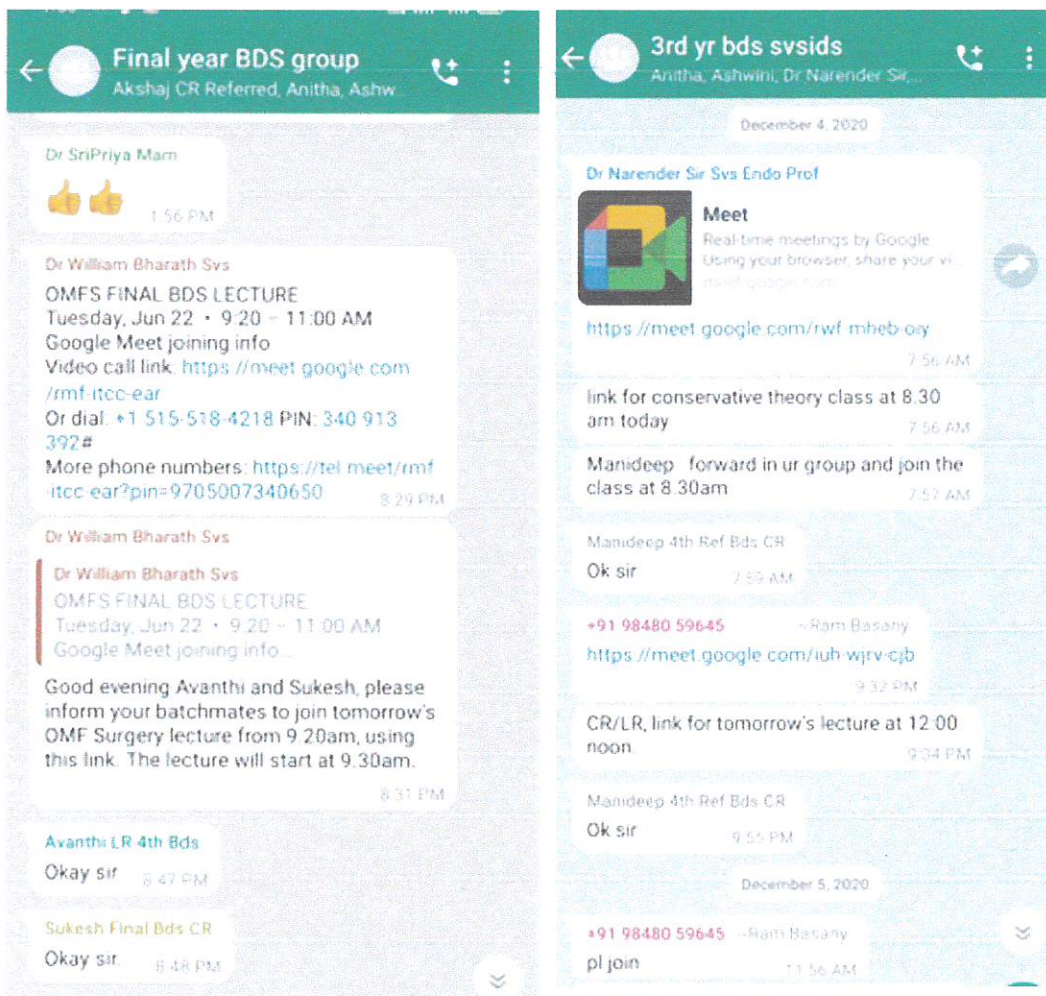 Final year BDS group
Akshaj CR Referred, Anitha, Ashw...
Dr SriPriya Mam
1:56 PM
Dr William Bharath Svs
OMFS FINAL BDS LECTURE
Tuesday, Jun 22 • 9:20 – 11:00 AM
Google Meet joining info
Video call link: https://meet.google.com
/rmf-itcc-ear
Or dial: +1 515-518-4218 PIN: 340 913
392#
More phone numbers: https://tel.meet/rmf
-itcc-ear?pin=9705007340650
8:29 PM
Dr William Bharath Svs
Dr William Bharath Svs
OMFS FINAL BDS LECTURE
Tuesday, Jun 22 • 9:20 – 11:00 AM
Google Meet joining info...
Good evening Avanthi and Sukesh, please
inform your batchmates to join tomorrow's
OMF Surgery lecture from 9.20am, using
this link. The lecture will start at 9.30am.
8:31 PM
Avanthi LR 4th Bds
Okay sir
8:47 PM
Sukesh Final Bds CR
Okay sir.
8:48 PM
3rd yr bds svsids
Anitha, Ashwini, Dr Narender Sir,...
December 4, 2020
Dr Narender Sir Svs Endo Prof
Meet
Real-time meetings by Google.
Using your browser, share your vi...
meet.google.com
https://meet.google.com/rwf-mheb-oiy
7:56 AM
link for conservative theory class at 8.30
am today
7:56 AM
Manideep forward in ur group and join the
class at 8.30am
7:57 AM
Manideep 4th Ref Bds CR
Ok sir
7:59 AM
+91 98480 59645 ~Ram Basany
https://meet.google.com/iuh-wjrv-cjb
9:32 PM
CR/LR, link for tomorrow's lecture at 12:00
noon.
9:34 PM
Manideep 4th Ref Bds CR
Ok sir
9:55 PM
December 5, 2020
+91 98480 59645 ~Ram Basany
pl join
11:56 AM